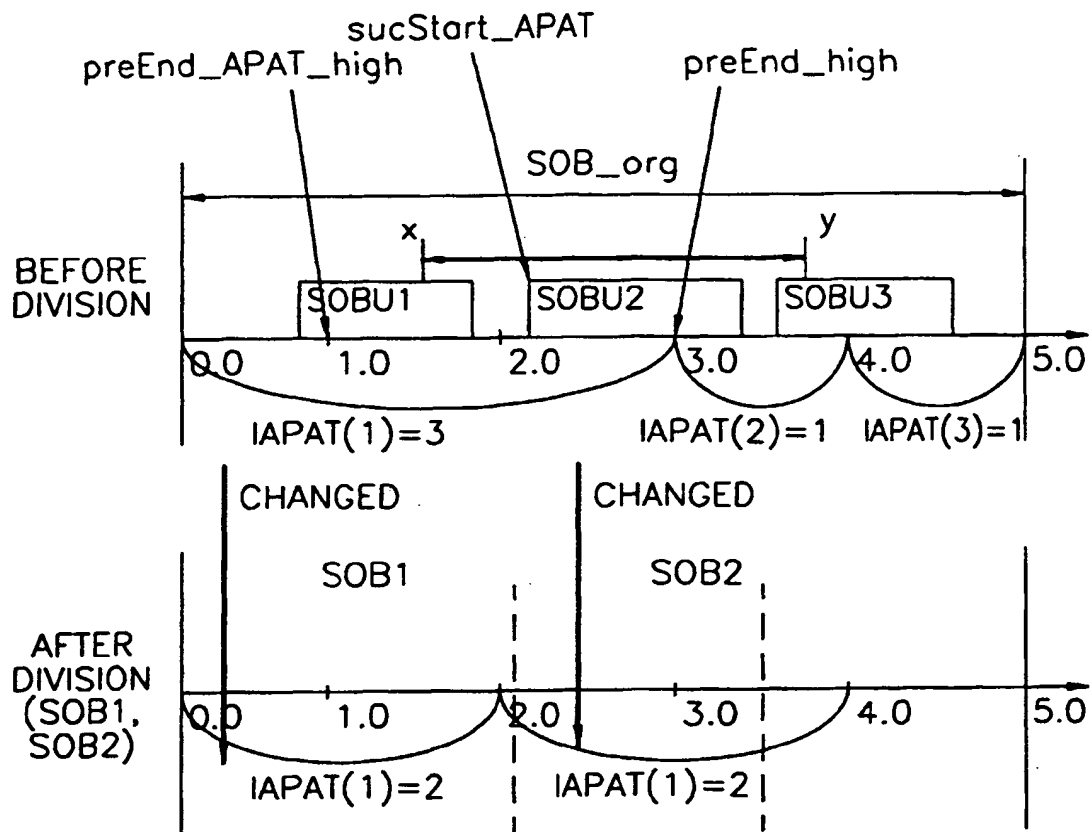 sucStart_APAT
preEnd_APAT_high
preEnd_high
SOB_org
x
y
BEFORE
DIVISION
SOBU1
SOBU2
SOBU3
0.0
1.0
2.0
3.0
4.0
5.0
IAPAT(1)=3
IAPAT(2)=1
IAPAT(3)=1
CHANGED
CHANGED
SOB1
SOB2
AFTER
DIVISION
(SOB1,
SOB2)
0.0
1.0
2.0
3.0
4.0
5.0
IAPAT(1)=2
IAPAT(1)=2